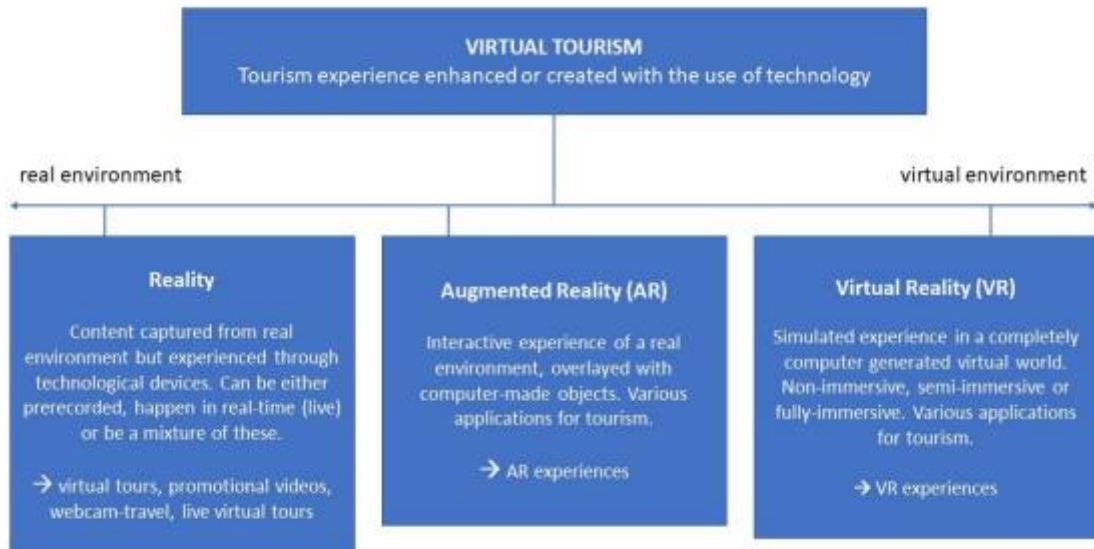 VIRTUAL TOURISM
Tourism experience enhanced or created with the use of technology
real environment
virtual environment
Reality
Content captured from real
environment but experienced through
technological devices. Can be either
prerecorded, happen in real-time (live)
or be a mixture of these.
→ virtual tours, promotional videos,
webcam-travel, live virtual tours
Augmented Reality (AR)
Interactive experience of a real
environment, overlayed with
computer-made objects. Various
applications for tourism.
→ AR experiences
Virtual Reality (VR)
Simulated experience in a completely
computer generated virtual world.
Non-immersive, semi-immersive or
fully-immersive. Various applications
for tourism.
→ VR experiences